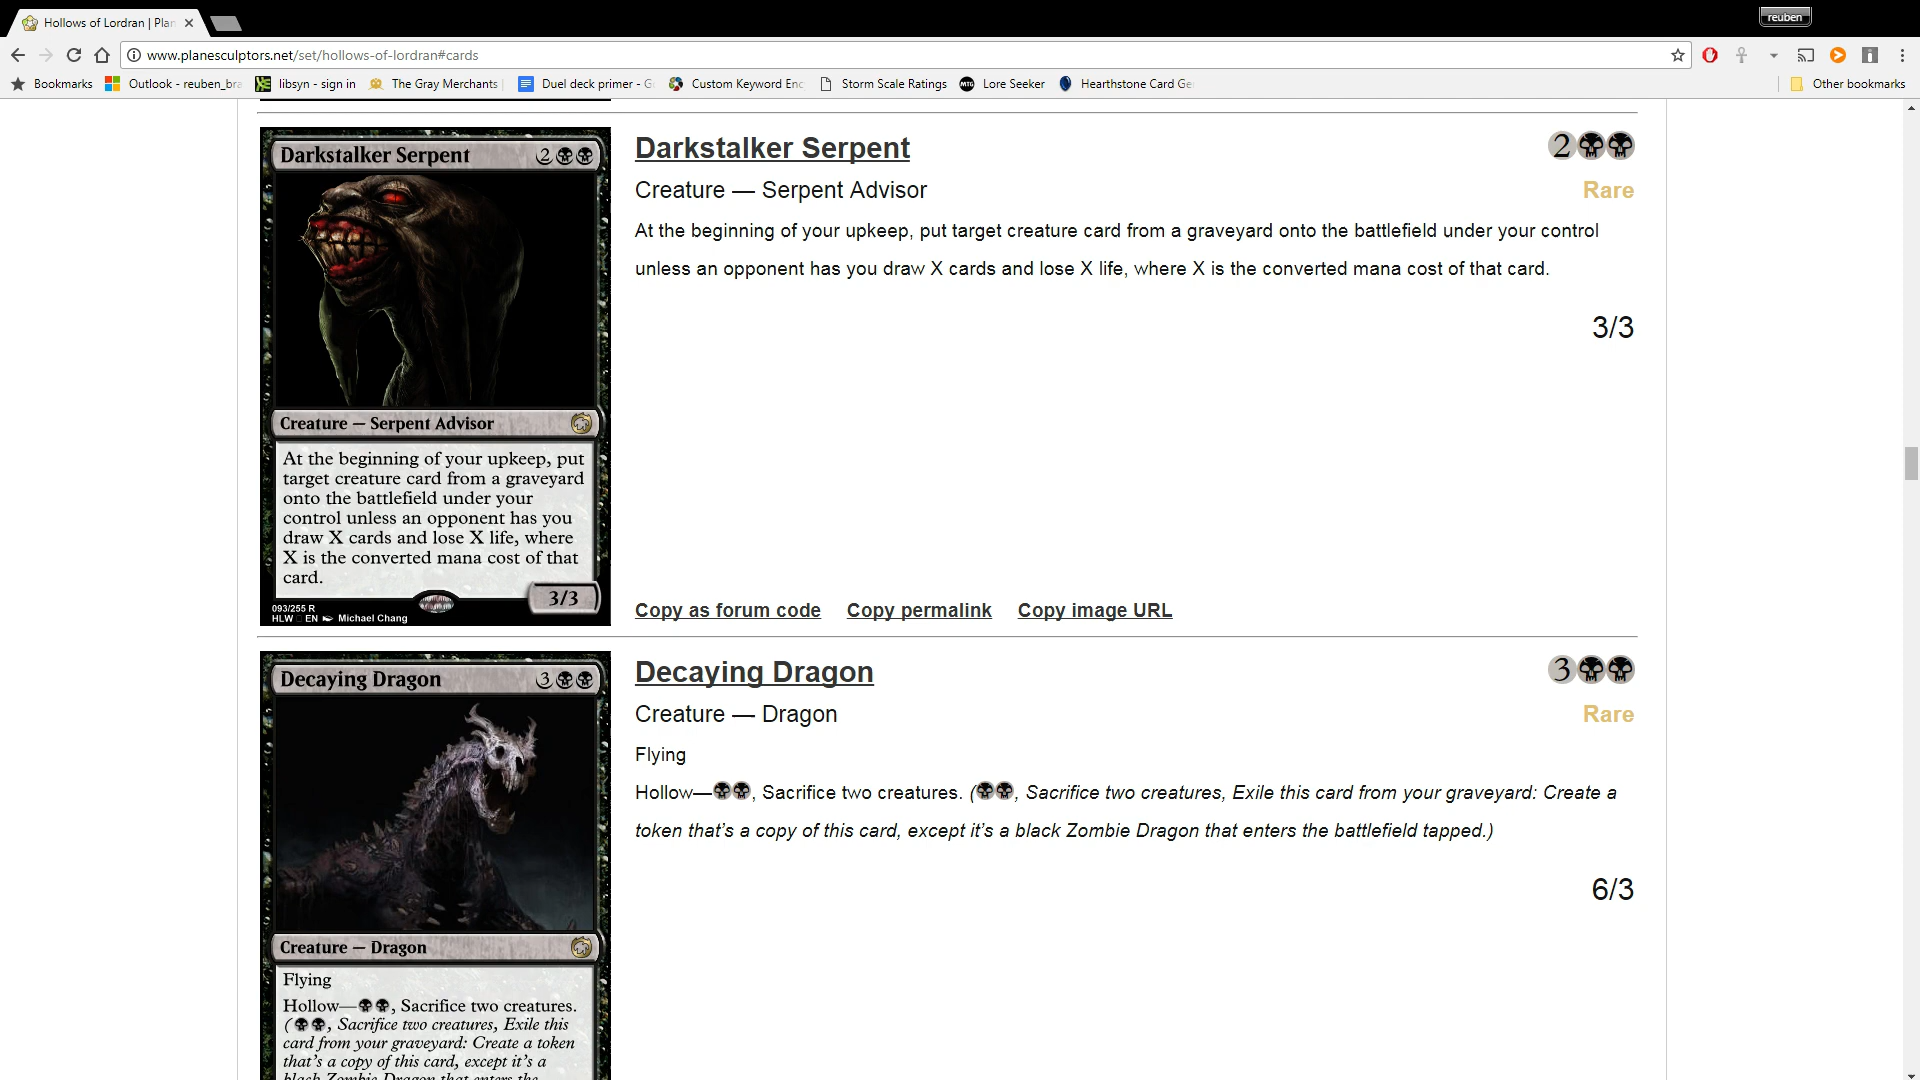 Hollows of Lordran | Plan
reuben
www.planesculptors.net/set/hollows-of-lordran#cards
Bookmarks
Outlook - reuben_bra
libsyn - sign in
The Gray Merchants
Duel deck primer - G
Custom Keyword Enc
Storm Scale Ratings
MTG
Lore Seeker
Hearthstone Card Ge
Other bookmarks
Darkstalker Serpent 2
Creature — Serpent Advisor
At the beginning of your upkeep, put
target creature card from a graveyard
onto the battlefield under your
control unless an opponent has you
draw X cards and lose X life, where
X is the converted mana cost of that
card.
3/3
093/255 R
HLW EN Michael Chang
Darkstalker Serpent 2
Creature — Serpent Advisor Rare
At the beginning of your upkeep, put target creature card from a graveyard onto the battlefield under your control
unless an opponent has you draw X cards and lose X life, where X is the converted mana cost of that card.
3/3
Copy as forum code Copy permalink Copy image URL
Decaying Dragon 3
Creature — Dragon
Flying
Hollow— , Sacrifice two creatures.
( , Sacrifice two creatures, Exile this
card from your graveyard: Create a token
that's a copy of this card, except it's a
black Zombie Dragon that enters the
Decaying Dragon 3
Creature — Dragon Rare
Flying
Hollow— , Sacrifice two creatures. ( , Sacrifice two creatures, Exile this card from your graveyard: Create a
token that's a copy of this card, except it's a black Zombie Dragon that enters the battlefield tapped.)
6/3